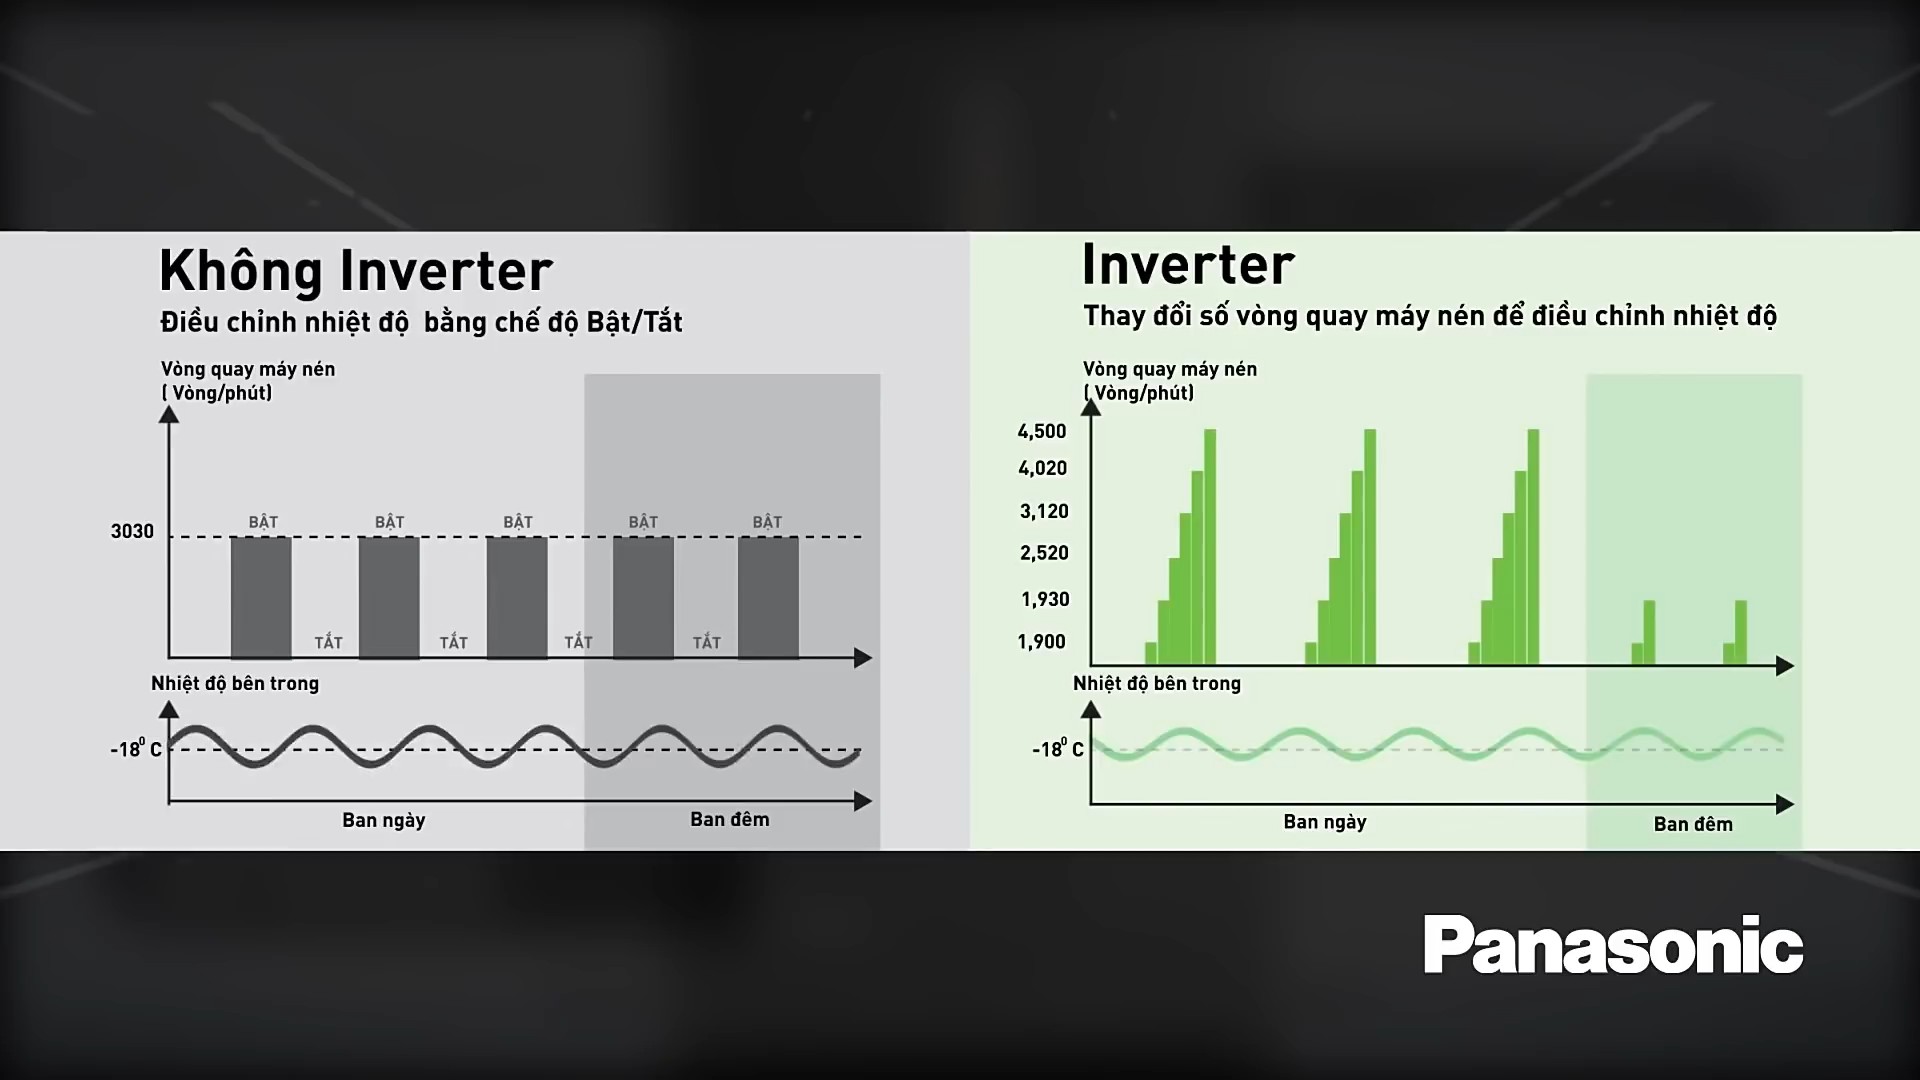 Không Inverter
Điều chỉnh nhiệt độ bằng chế độ Bật/Tắt
Vòng quay máy nén
( Vòng/phút)
3030
BẬT BẬT BẬT BẬT BẬT
TẮT TẮT TẮT TẮT
Nhiệt độ bên trong
-18⁰ C
Ban ngày Ban đêm
Inverter
Thay đổi số vòng quay máy nén để điều chỉnh nhiệt độ
Vòng quay máy nén
( Vòng/phút)
4,500
4,020
3,120
2,520
1,930
1,900
Nhiệt độ bên trong
-18⁰ C
Ban ngày Ban đêm
Panasonic